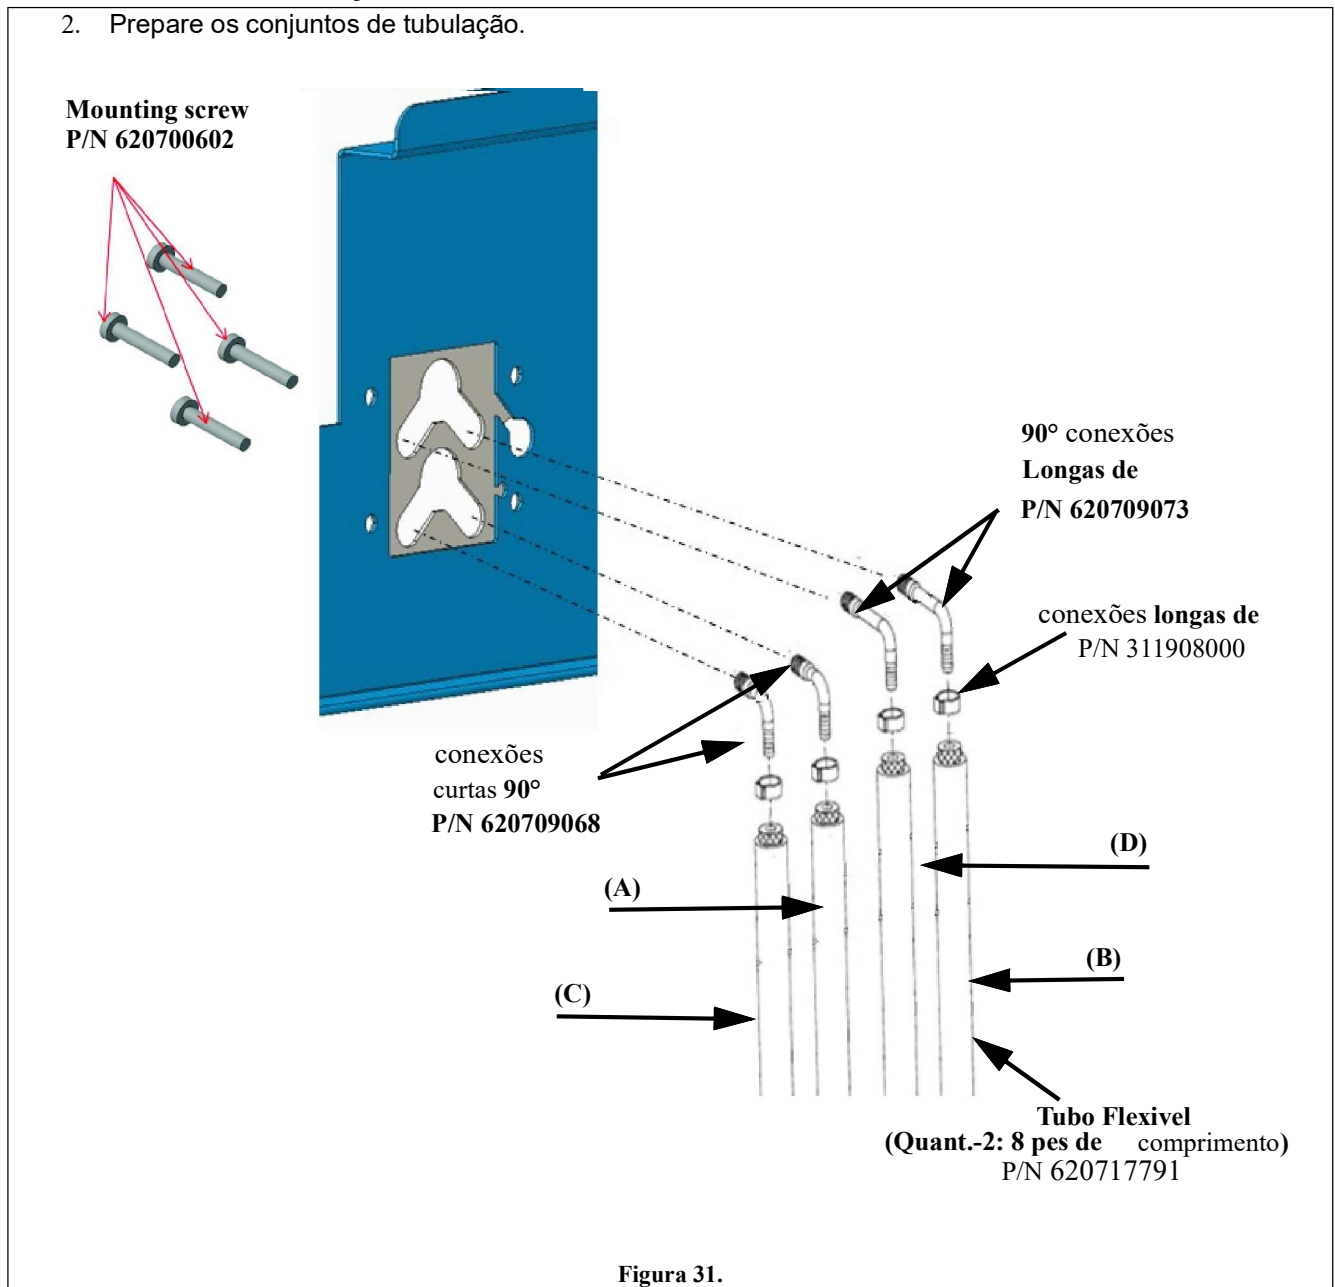 2. Prepare os conjuntos de tubulação.
Mounting screw
P/N 620700602
90° conexões
Longas de
P/N 620709073
conexões longas de
P/N 311908000
conexões
curtas 90°
P/N 620709068
(D)
(A)
(B)
(C)
Tubo Flexivel
(Quant.-2: 8 pes de comprimento)
P/N 620717791
Figura 31.